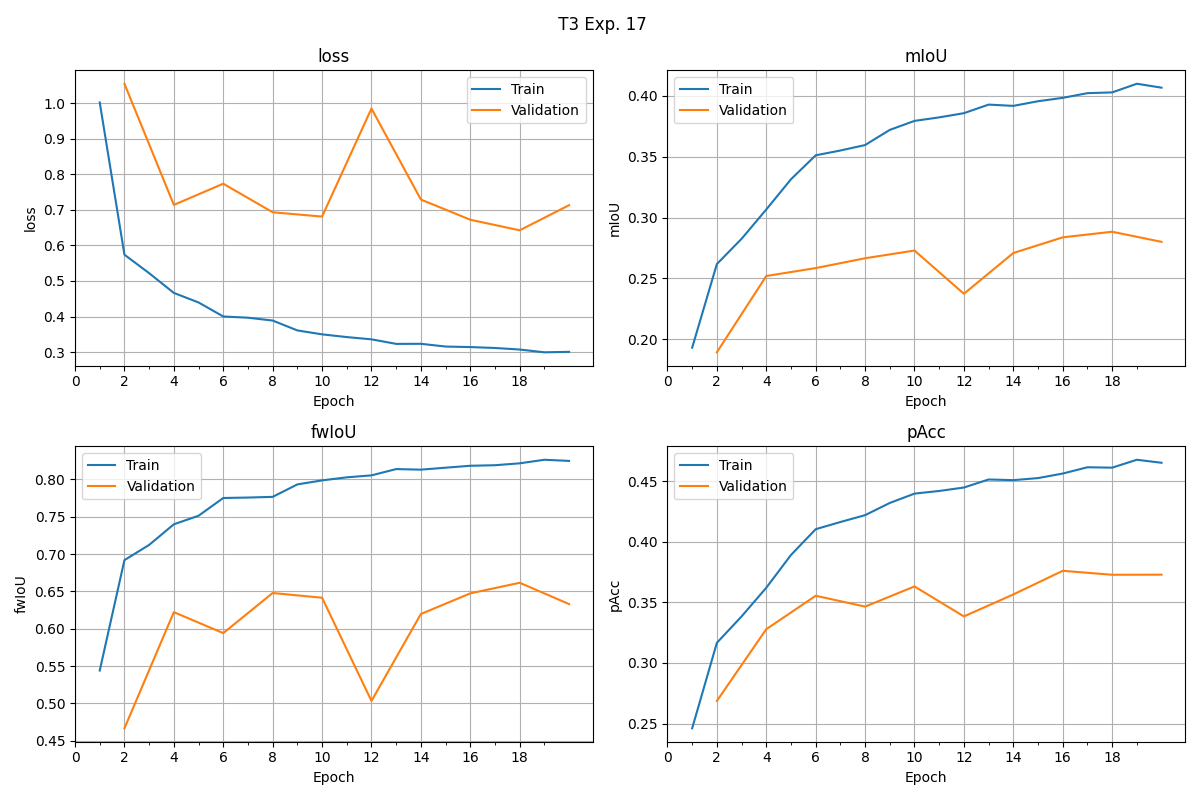 T3 Exp. 17
loss
Train
Validation
1.0
0.9
0.8
0.7
0.6
0.5
0.4
0.3
loss
0 2 4 6 8 10 12 14 16 18
Epoch
mIoU
Train
Validation
0.40
0.35
0.30
0.25
0.20
mIoU
0 2 4 6 8 10 12 14 16 18
Epoch
fwIoU
Train
Validation
0.80
0.75
0.70
0.65
0.60
0.55
0.50
0.45
fwIoU
0 2 4 6 8 10 12 14 16 18
Epoch
pAcc
Train
Validation
0.45
0.40
0.35
0.30
0.25
pAcc
0 2 4 6 8 10 12 14 16 18
Epoch